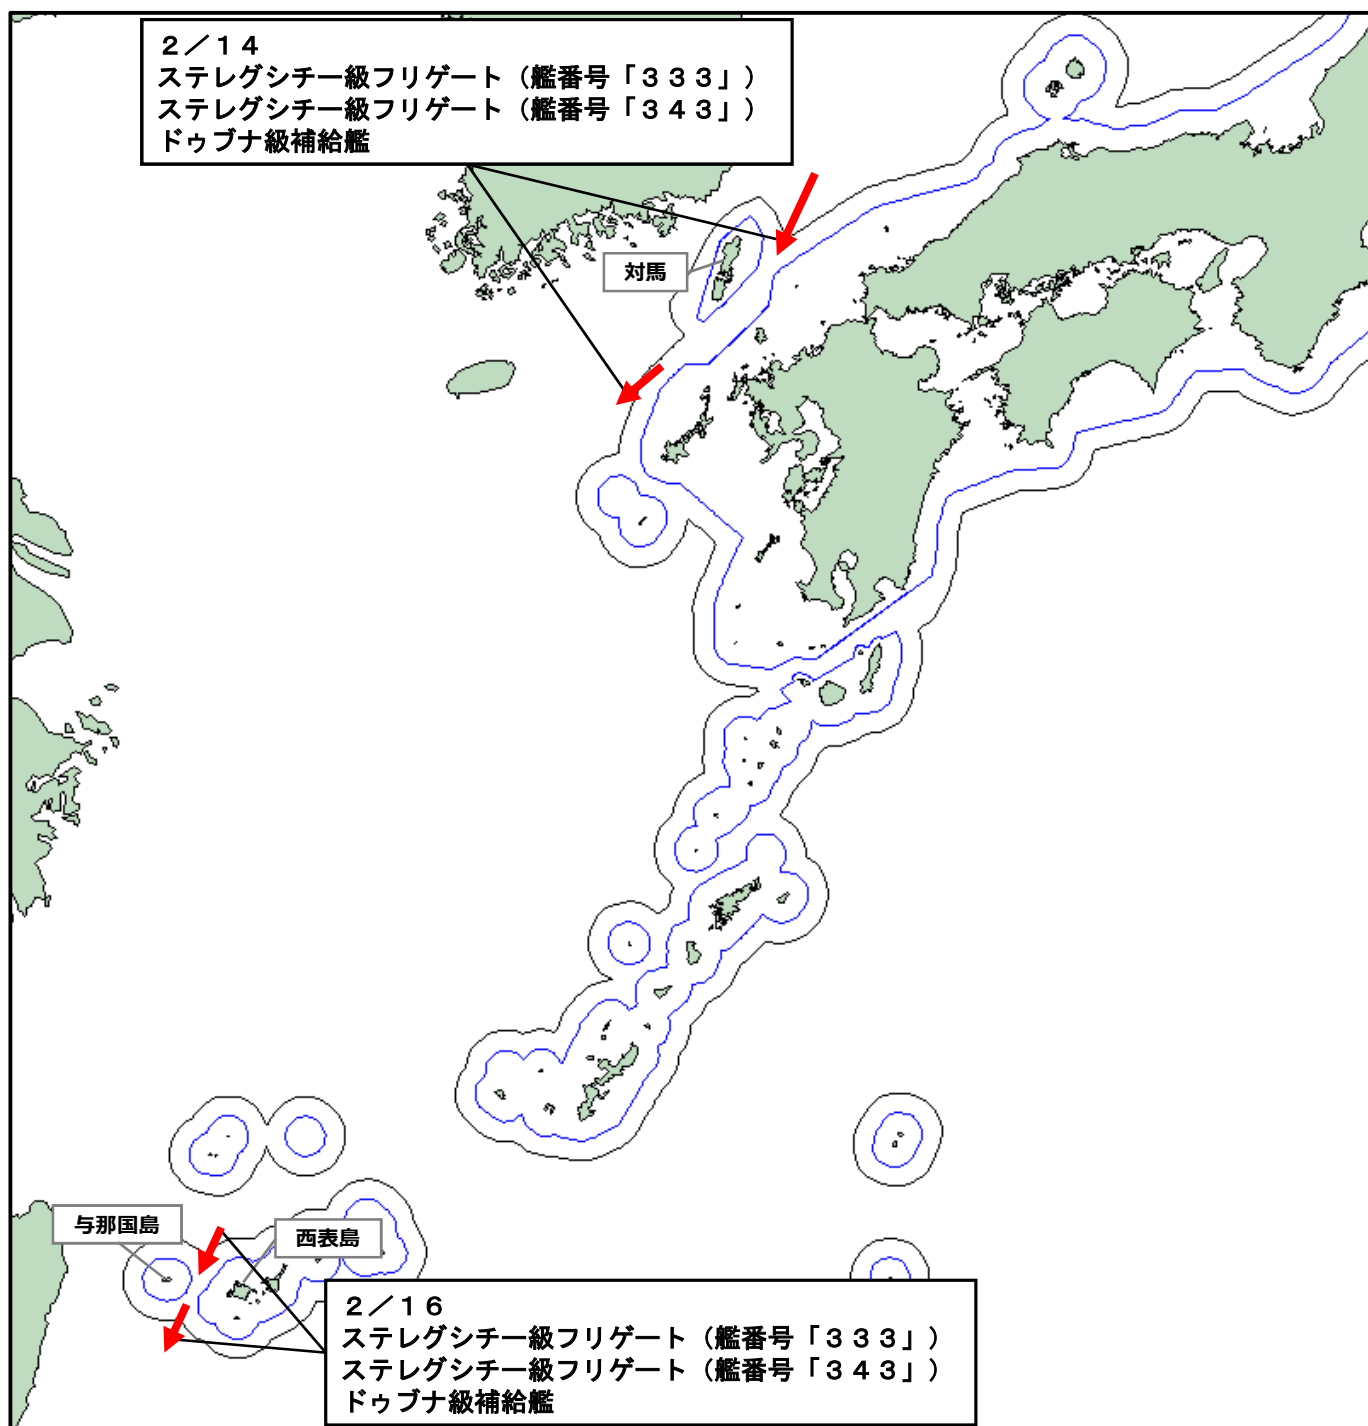 ２／１４
ステレグシチー級フリゲート（艦番号「３３３」）
ステレグシチー級フリゲート（艦番号「３４３」）
ドゥブナ級補給艦
対馬
与那国島
西表島
２／１６
ステレグシチー級フリゲート（艦番号「３３３」）
ステレグシチー級フリゲート（艦番号「３４３」）
ドゥブナ級補給艦